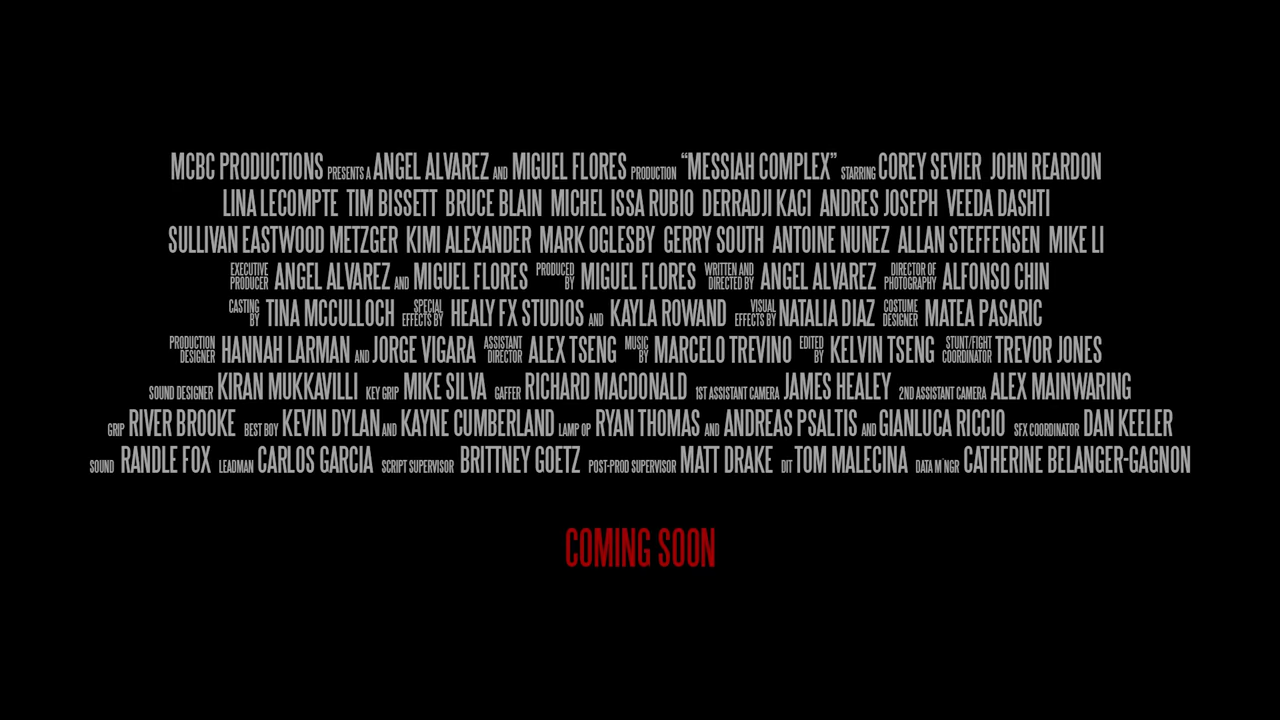 MCBC PRODUCTIONS PRESENTS A ANGEL ALVAREZ AND MIGUEL FLORES PRODUCTION “MESSIAH COMPLEX” STARRING COREY SEVIER JOHN REARDON
LINA LECOMPTE TIM BISSETT BRUCE BLAIN MICHEL ISSA RUBIO DERRADJI KACI ANDRES JOSEPH VEEDA DASHTI
SULLIVAN EASTWOOD METZGER KIMI ALEXANDER MARK OGLESBY GERRY SOUTH ANTOINE NUNEZ ALLAN STEFFENSEN MIKE LI
EXECUTIVE PRODUCER ANGEL ALVAREZ AND MIGUEL FLORES PRODUCED BY MIGUEL FLORES WRITTEN AND DIRECTED BY ANGEL ALVAREZ DIRECTOR OF PHOTOGRAPHY ALFONSO CHIN
CASTING BY TINA MCCULLOCH SPECIAL EFFECTS BY HEALY FX STUDIOS AND KAYLA ROWAND VISUAL EFFECTS BY NATALIA DIAZ COSTUME DESIGNER MATEA PASARIC
PRODUCTION DESIGNER HANNAH LARMAN AND JORGE VIGARA ASSISTANT DIRECTOR ALEX TSENG MUSIC BY MARCELO TREVINO EDITED BY KELVIN TSENG STUNT/FIGHT COORDINATOR TREVOR JONES
SOUND DESIGNER KIRAN MUKKAVILLI KEY GRIP MIKE SILVA GAFFER RICHARD MACDONALD 1ST ASSISTANT CAMERA JAMES HEALEY 2ND ASSISTANT CAMERA ALEX MAINWARING
GRIP RIVER BROOKE BEST BOY KEVIN DYLAN AND KAYNE CUMBERLAND LAMP OP RYAN THOMAS AND ANDREAS PSALTIS AND GIANLUCA RICCIO SFX COORDINATOR DAN KEELER
SOUND RANDLE FOX LEADMAN CARLOS GARCIA SCRIPT SUPERVISOR BRITTNEY GOETZ POST-PROD SUPERVISOR MATT DRAKE DIT TOM MALECINA DATA M'NGR CATHERINE BELANGER-GAGNON
COMING SOON